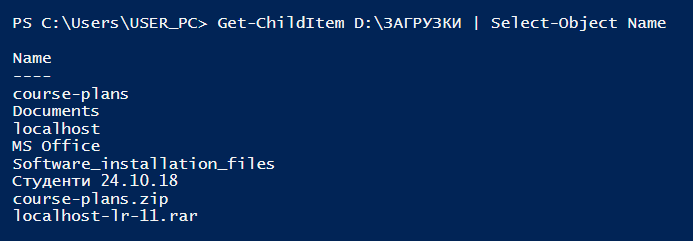 PS C:\Users\USER_PC> Get-ChildItem D:\ЗАГРУЗКИ | Select-Object Name
Name
----
course-plans
Documents
localhost
MS Office
Software_installation_files
Студенти 24.10.18
course-plans.zip
localhost-lr-11.rar